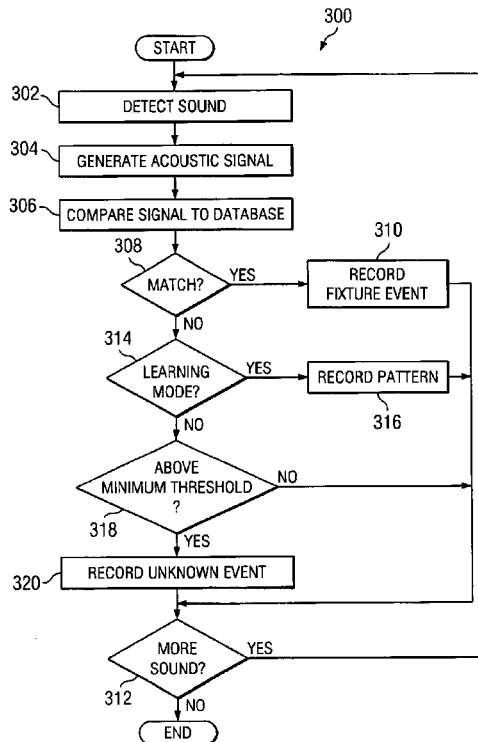 300
START
302
DETECT SOUND
304
GENERATE ACOUSTIC SIGNAL
306
COMPARE SIGNAL TO DATABASE
308
MATCH?
YES
310
RECORD
FIXTURE EVENT
NO
314
LEARNING
MODE?
YES
RECORD PATTERN
316
NO
ABOVE
MINIMUM THRESHOLD
?
NO
318
YES
320
RECORD UNKNOWN EVENT
MORE
SOUND?
YES
312
NO
END